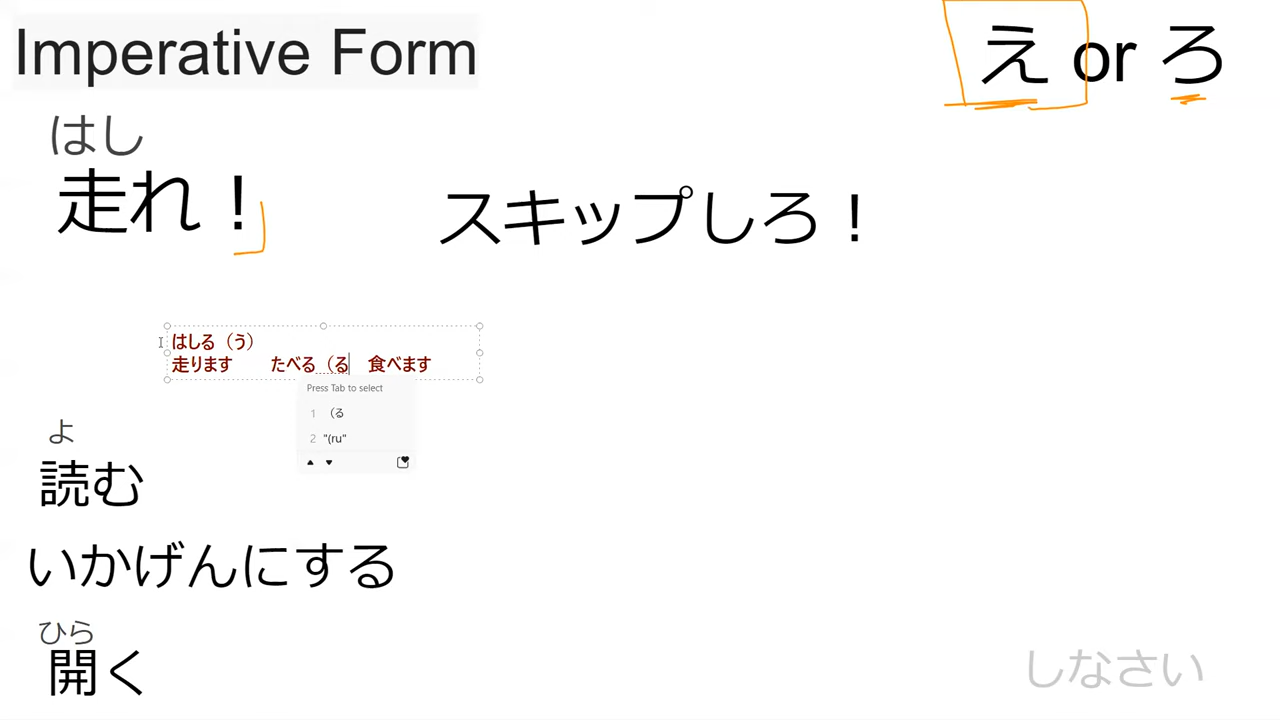 Imperative Form
え or ろ
はし
走れ！
スキップしろ！
はしる（う）
走ります たべる（る 食べます
Press Tab to select
1 （る
2 "(ru"
よ
読む
いかげんにする
ひら
開く
しなさい